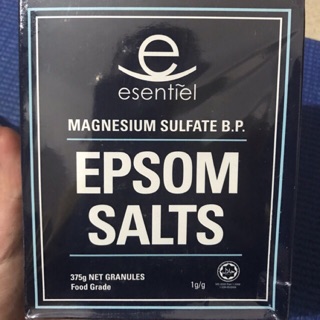 esentiel
MAGNESIUM SULFATE B.P.
EPSOM
SALTS
375g NET GRANULES
Food Grade
1g/g